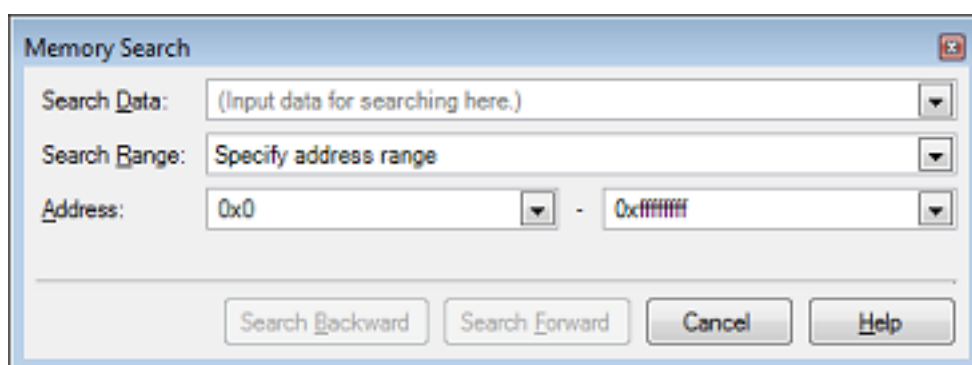 Memory Search
Search Data: (Input data for searching here.)
Search Range: Specify address range
Address: 0x0 - 0xffffffff
Search Backward Search Forward Cancel Help